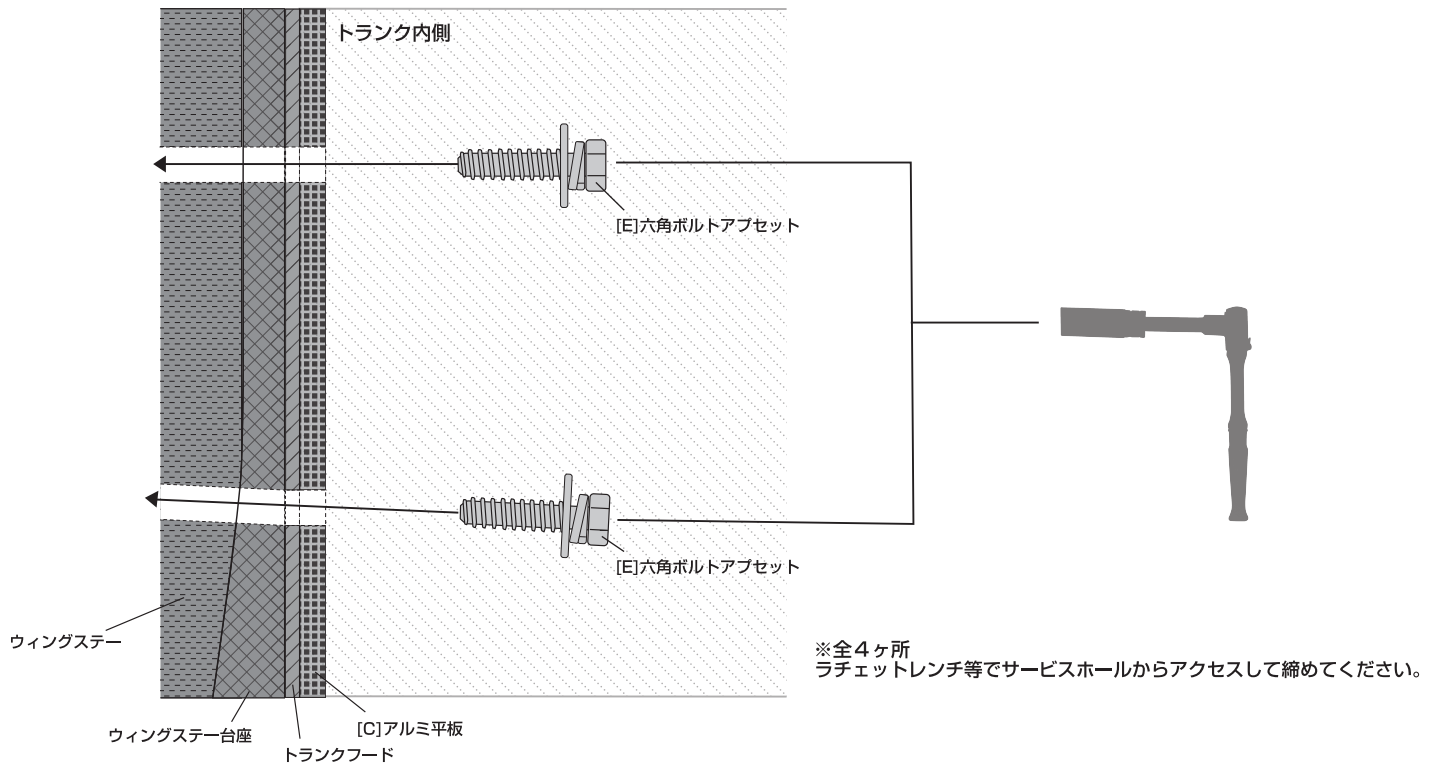 トランク内側
[E]六角ボルトアプセット
[E]六角ボルトアプセット
ウィングステー
※全４ヶ所
ラチェットレンチ等でサービスホールからアクセスして締めてください。
ウィングステー台座
[C]アルミ平板
トランクフード